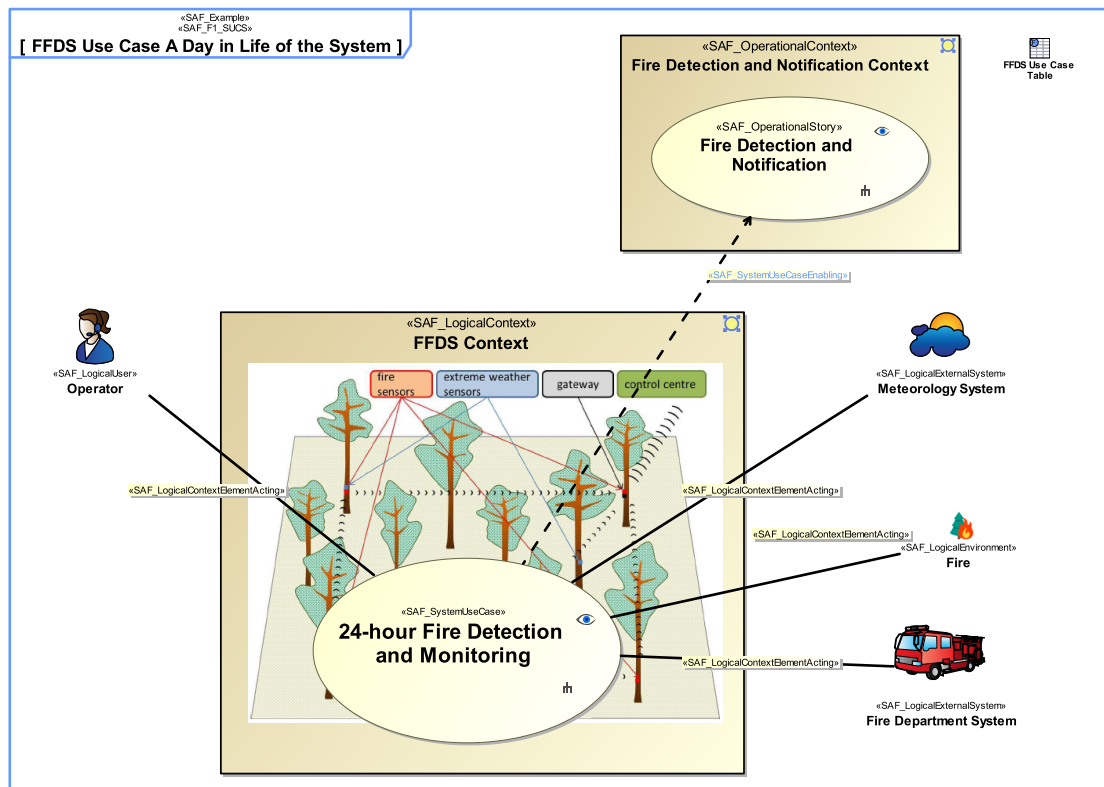 «SAF_Example»
«SAF_F1_SUCS»
[ FFDS Use Case A Day in Life of the System ]
«SAF_OperationalContext»
Fire Detection and Notification Context
FFDS Use Case
Table
«SAF_OperationalStory»
Fire Detection and
Notification
«SAF_SystemUseCaseEnabling»
«SAF_LogicalUser»
Operator
«SAF_LogicalContext»
FFDS Context
fire
sensors
extreme weather
sensors
gateway
control centre
«SAF_LogicalExternalSystem»
Meteorology System
«SAF_LogicalContextElementActing»
«SAF_LogicalContextElementActing»
«SAF_LogicalContextElementActing»
«SAF_LogicalEnvironment»
Fire
«SAF_SystemUseCase»
24-hour Fire Detection
and Monitoring
«SAF_LogicalContextElementActing»
«SAF_LogicalExternalSystem»
Fire Department System